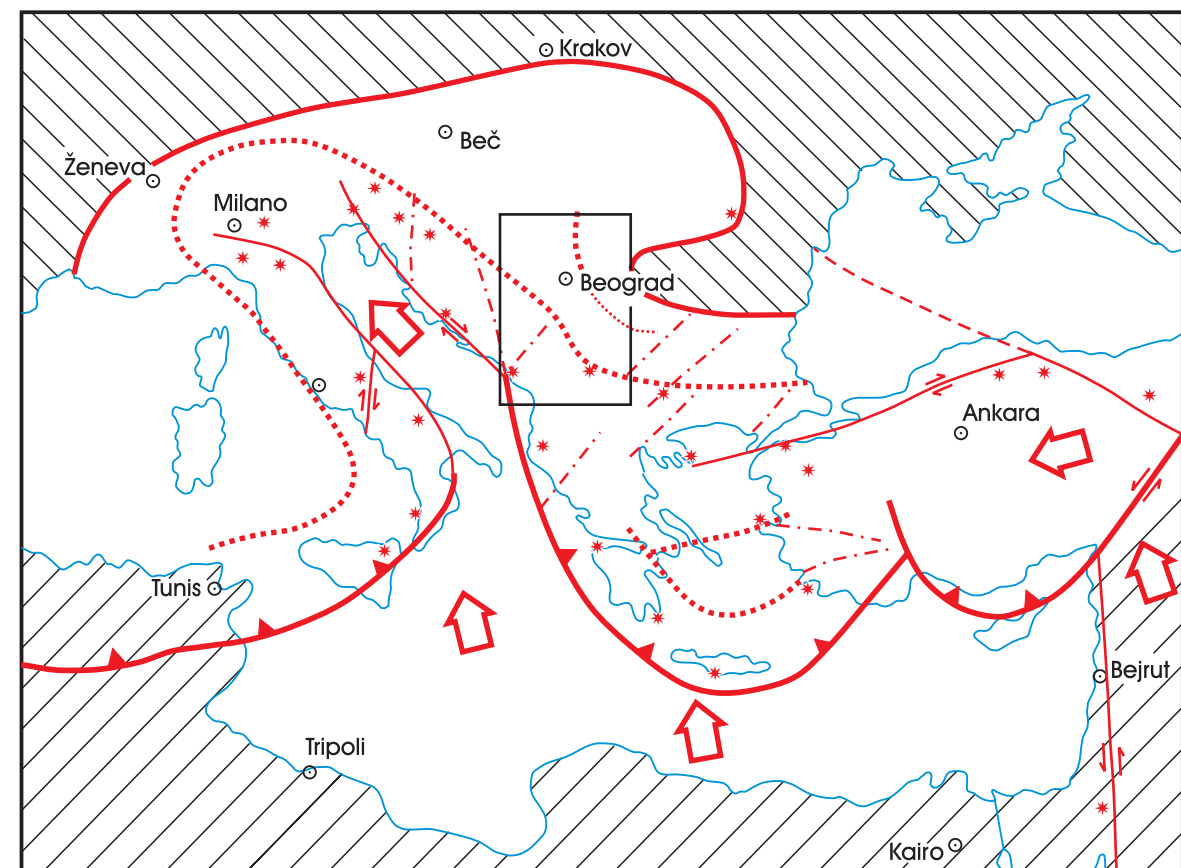 Krakov
Beč
Ženeva
Milano
Beograd
Ankara
Tunis
Bejrut
Tripoli
Kairo